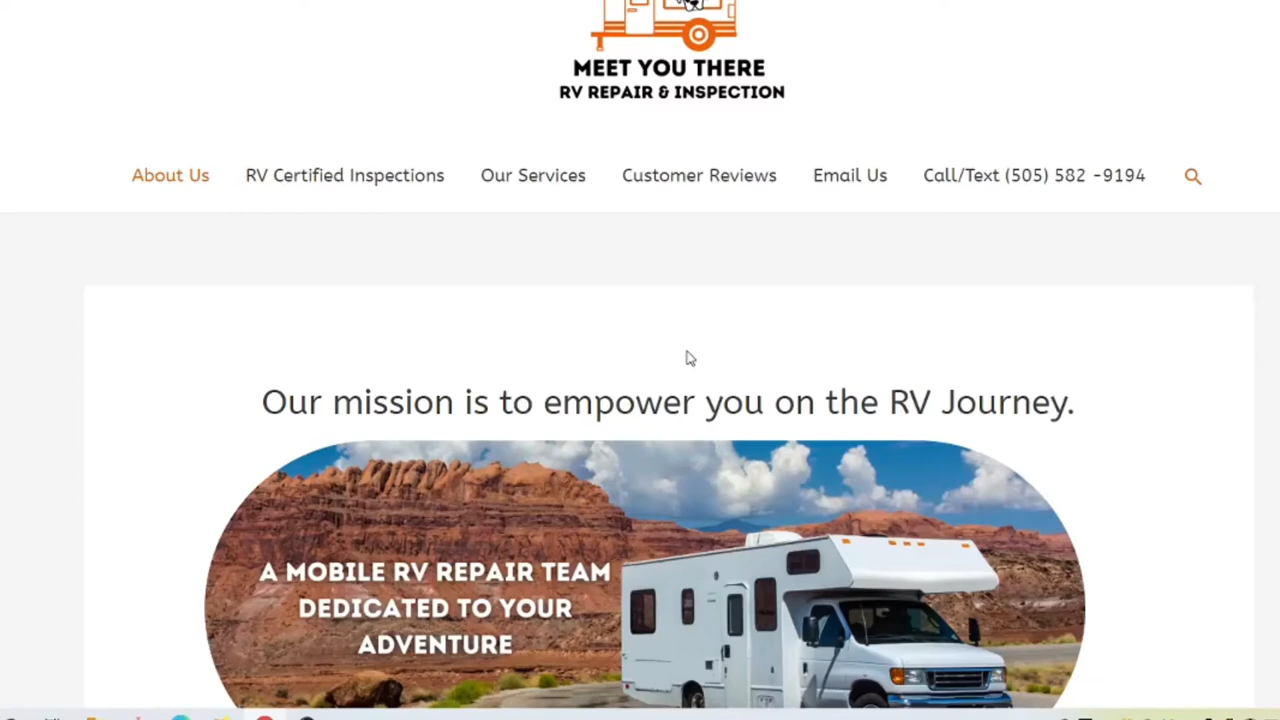 MEET YOU THERE
RV REPAIR & INSPECTION
About Us RV Certified Inspections Our Services Customer Reviews Email Us Call/Text (505) 582 -9194
Our mission is to empower you on the RV Journey.
A MOBILE RV REPAIR TEAM
DEDICATED TO YOUR
ADVENTURE